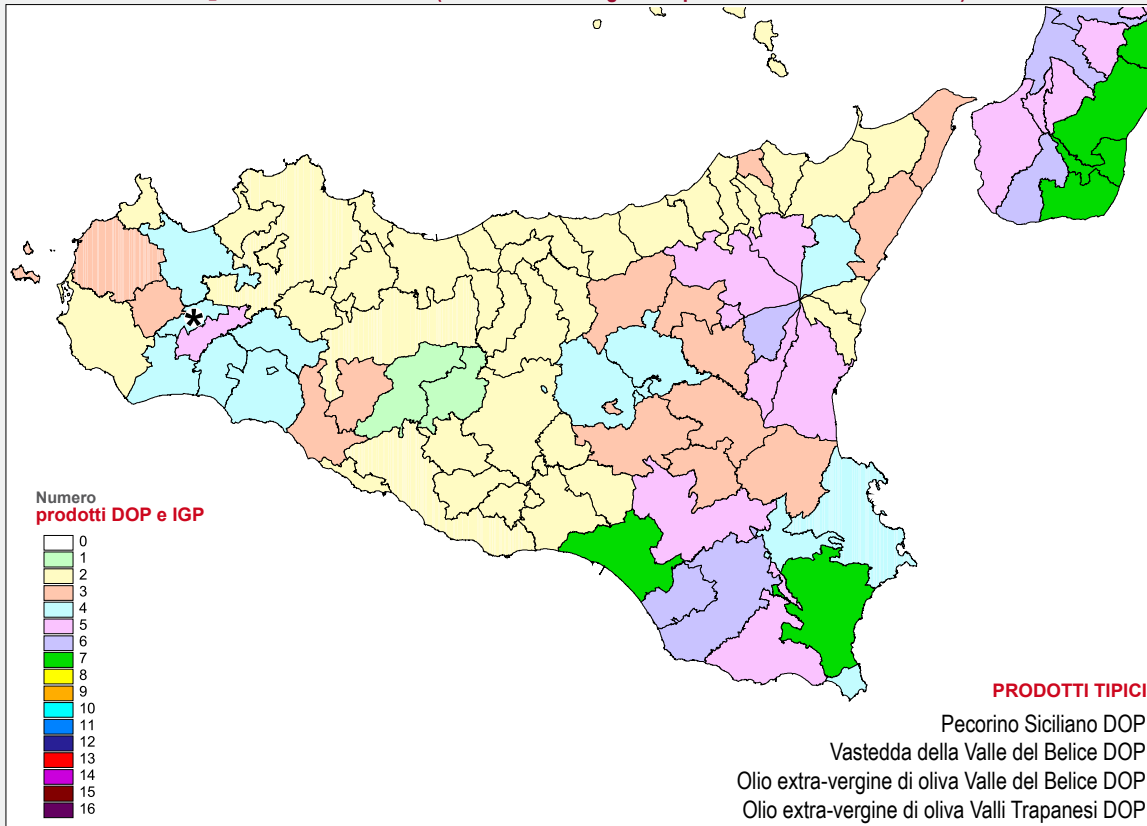 Numero
prodotti DOP e IGP
0
1
2
3
4
5
6
7
8
9
10
11
12
13
14
15
16
*
PRODOTTI TIPICI
Pecorino Siciliano DOP
Vastedda della Valle del Belice DOP
Olio extra-vergine di oliva Valle del Belice DOP
Olio extra-vergine di oliva Valli Trapanesi DOP